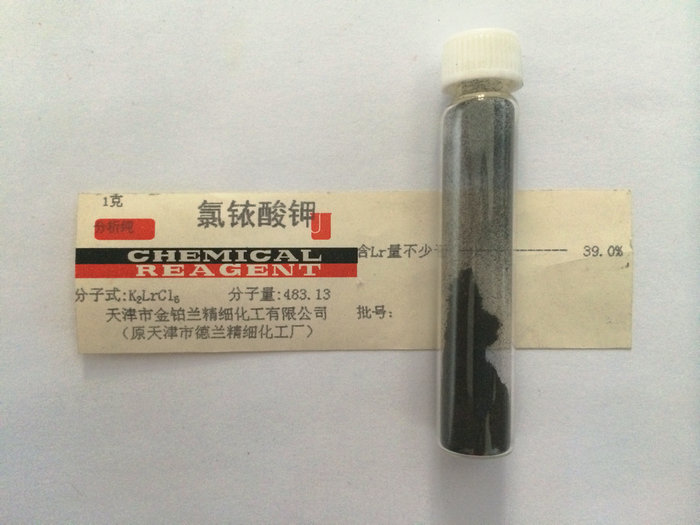 1克
氯铱酸钾
分析纯
CHEMICAL
REAGENT
含Lr量不少于 39.0%
分子式:K₂LrCl₆ 分子量:483.13
天津市金铂兰精细化工有限公司
(原天津市德兰精细化工厂)
批号: